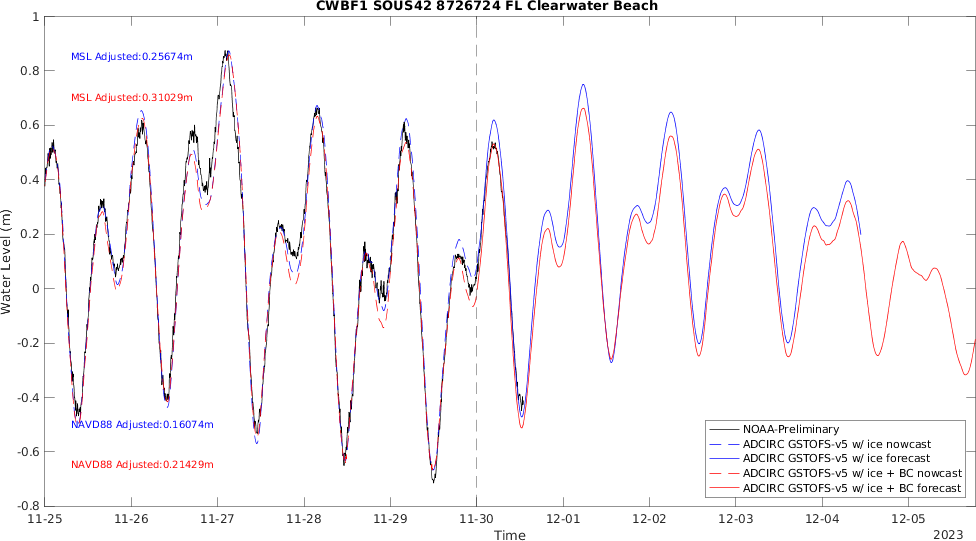 CWBF1 SOUS42 8726724 FL Clearwater Beach
1
0.8
0.6
0.4
0.2
0
-0.2
-0.4
-0.6
-0.8
Water Level (m)
MSL Adjusted:0.25674m
MSL Adjusted:0.31029m
NAVD88 Adjusted:0.16074m
NAVD88 Adjusted:0.21429m
NOAA-Preliminary
ADCIRC GSTOFS-v5 w/ ice nowcast
ADCIRC GSTOFS-v5 w/ ice forecast
ADCIRC GSTOFS-v5 w/ ice + BC nowcast
ADCIRC GSTOFS-v5 w/ ice + BC forecast
11-25 11-26 11-27 11-28 11-29 11-30 12-01 12-02 12-03 12-04 12-05
Time
2023